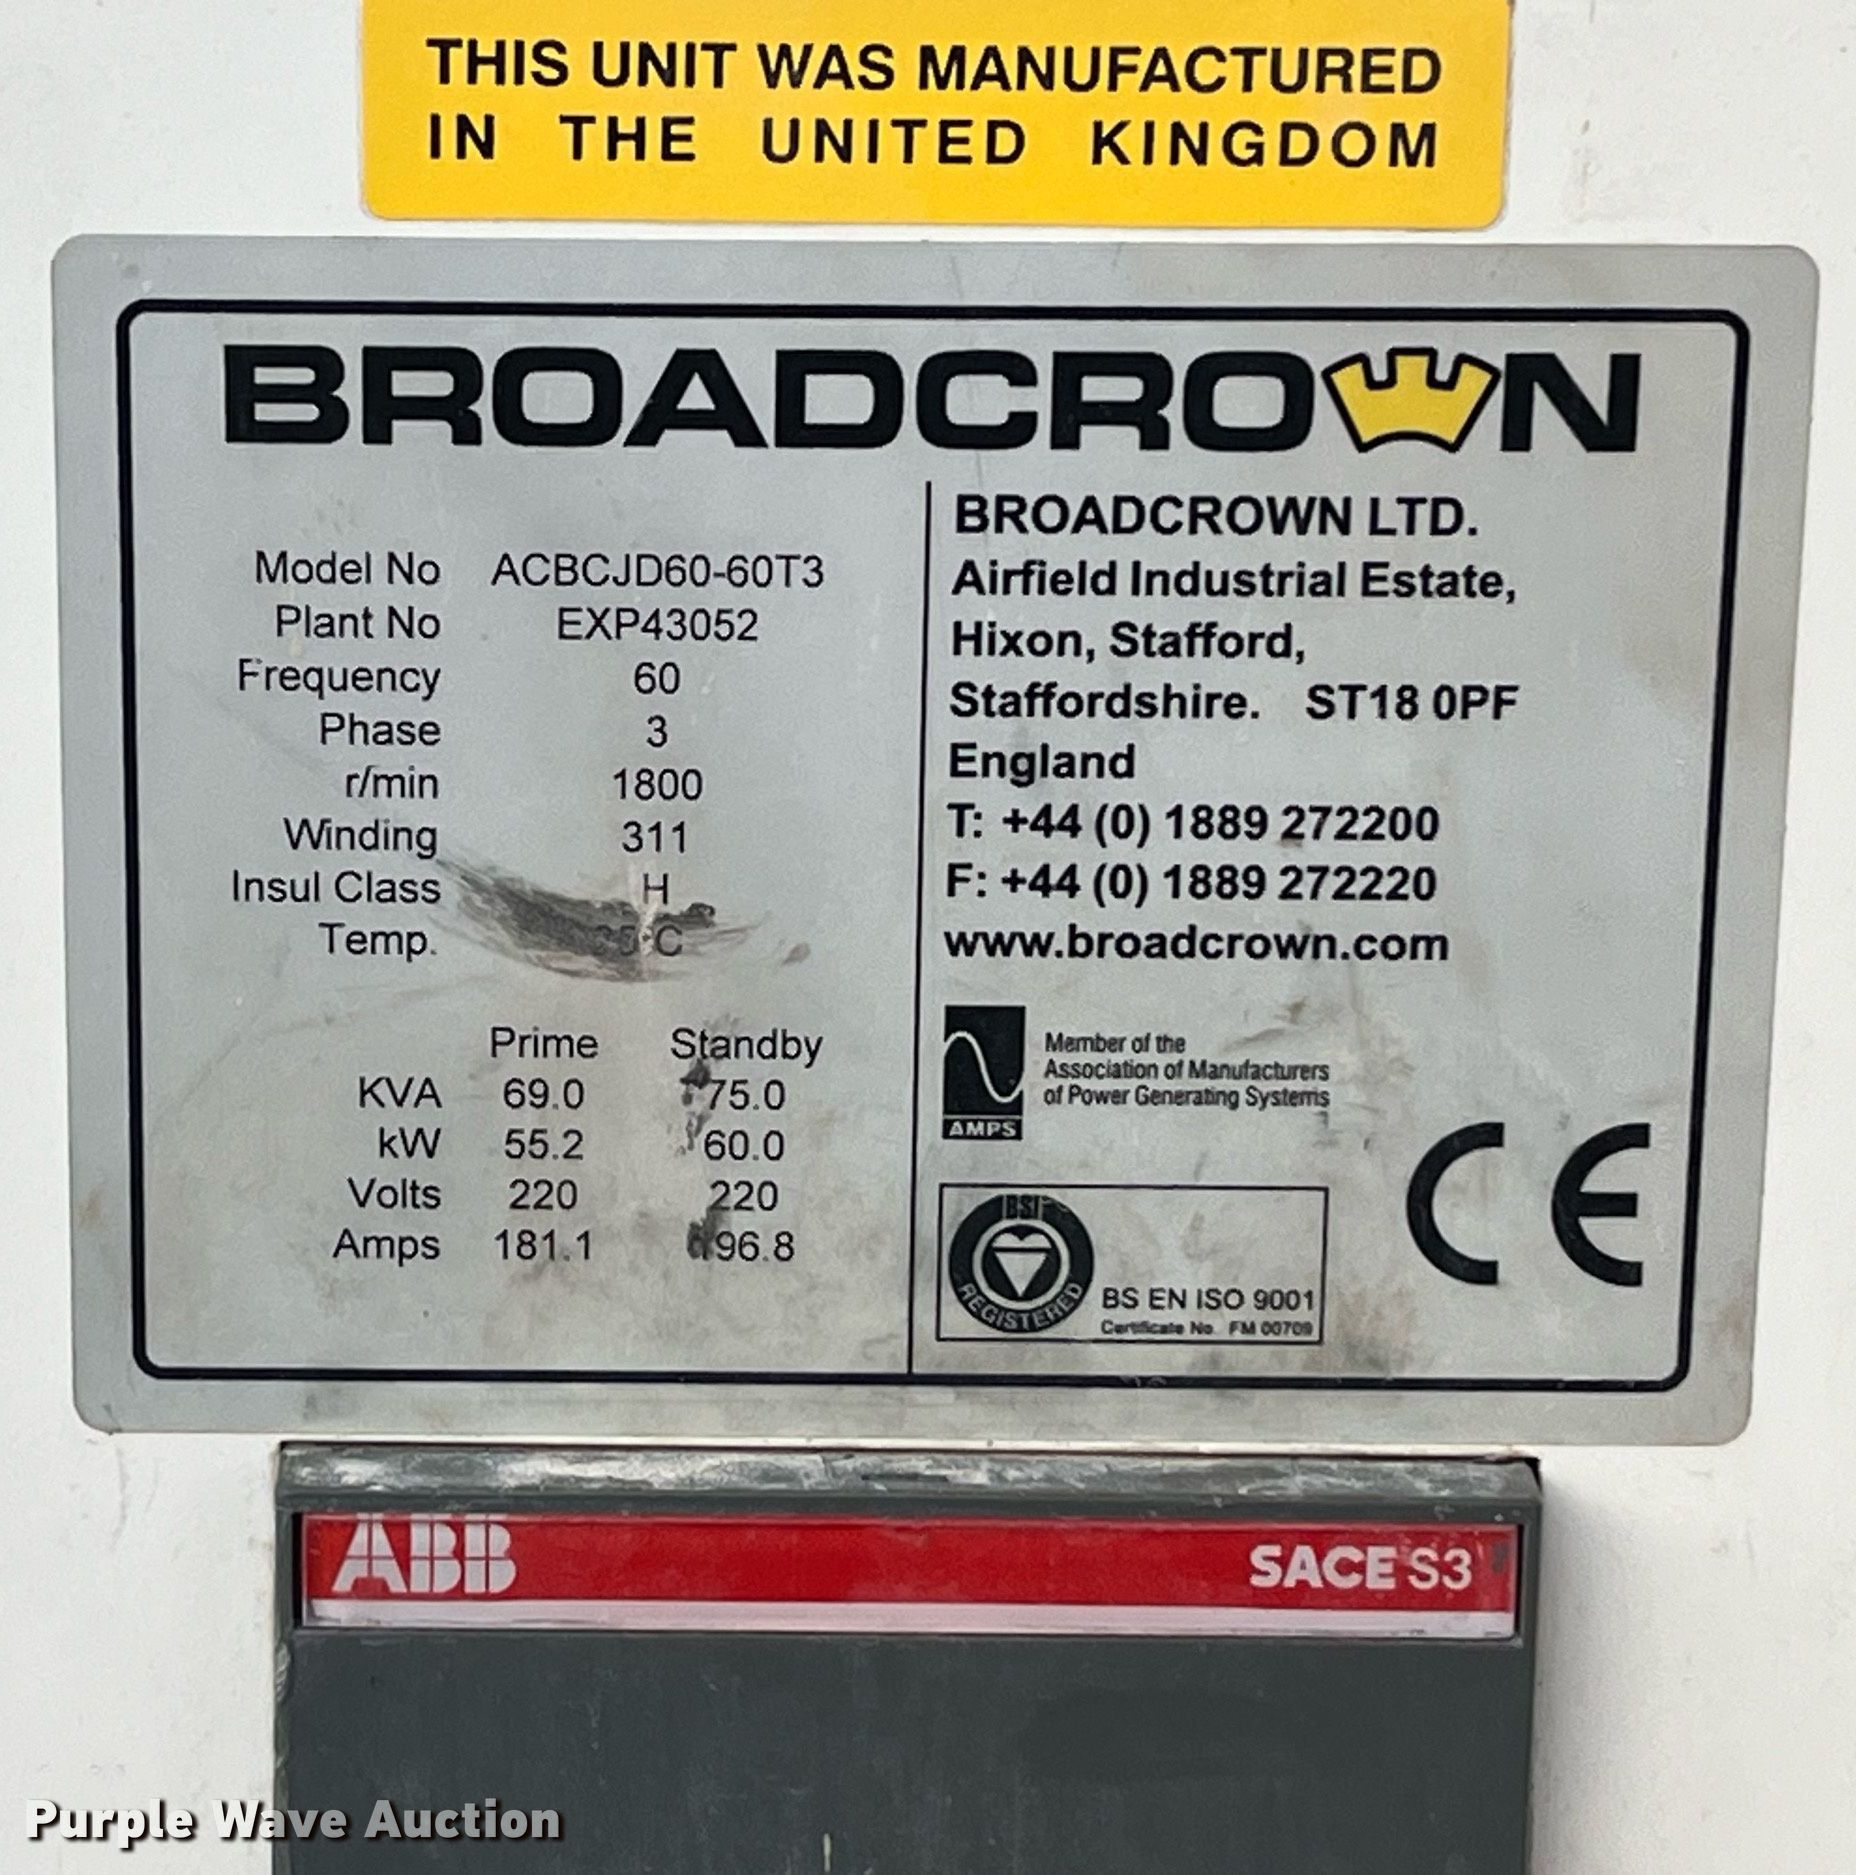 THIS UNIT WAS MANUFACTURED
IN THE UNITED KINGDOM
BROADCROWN
Model No ACBCJD60-60T3
Plant No EXP43052
Frequency 60
Phase 3
r/min 1800
Winding 311
Insul Class H
Temp. C
Prime Standby
KVA 69.0 75.0
kW 55.2 60.0
Volts 220 220
Amps 181.1 196.8
BROADCROWN LTD.
Airfield Industrial Estate,
Hixon, Stafford,
Staffordshire. ST18 0PF
England
T: +44 (0) 1889 272200
F: +44 (0) 1889 272220
www.broadcrown.com
AMPS
Member of the
Association of Manufacturers
of Power Generating Systems
BSI
REGISTERED
BS EN ISO 9001
Certificate No. FM 00709
CE
ABB SACE S3
Purple Wave Auction